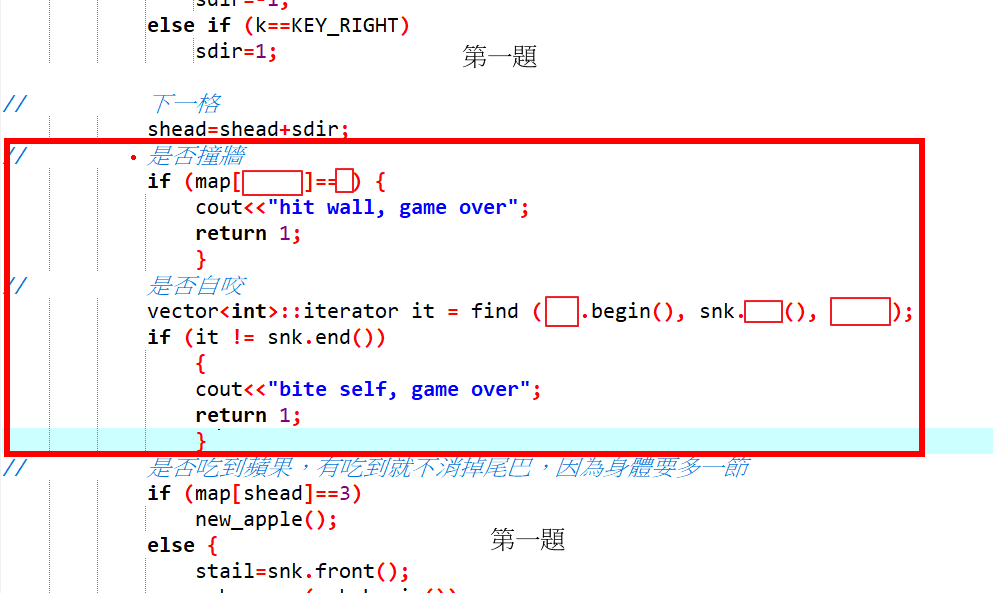 sdir=-1;
else if (k==KEY_RIGHT)
sdir=1;
第一題
// 下一格
shead=shead+sdir;
// 是否撞牆
if (map[ ]== ) {
cout<<"hit wall, game over";
return 1;
}
// 是否自咬
vector<int>::iterator it = find ( .begin(), snk. (), );
if (it != snk.end())
{
cout<<"bite self, game over";
return 1;
}
// 是否吃到蘋果，有吃到就不消掉尾巴，因為身體要多一節
if (map[shead]==3)
new_apple();
else {
第一題
stail=snk.front();